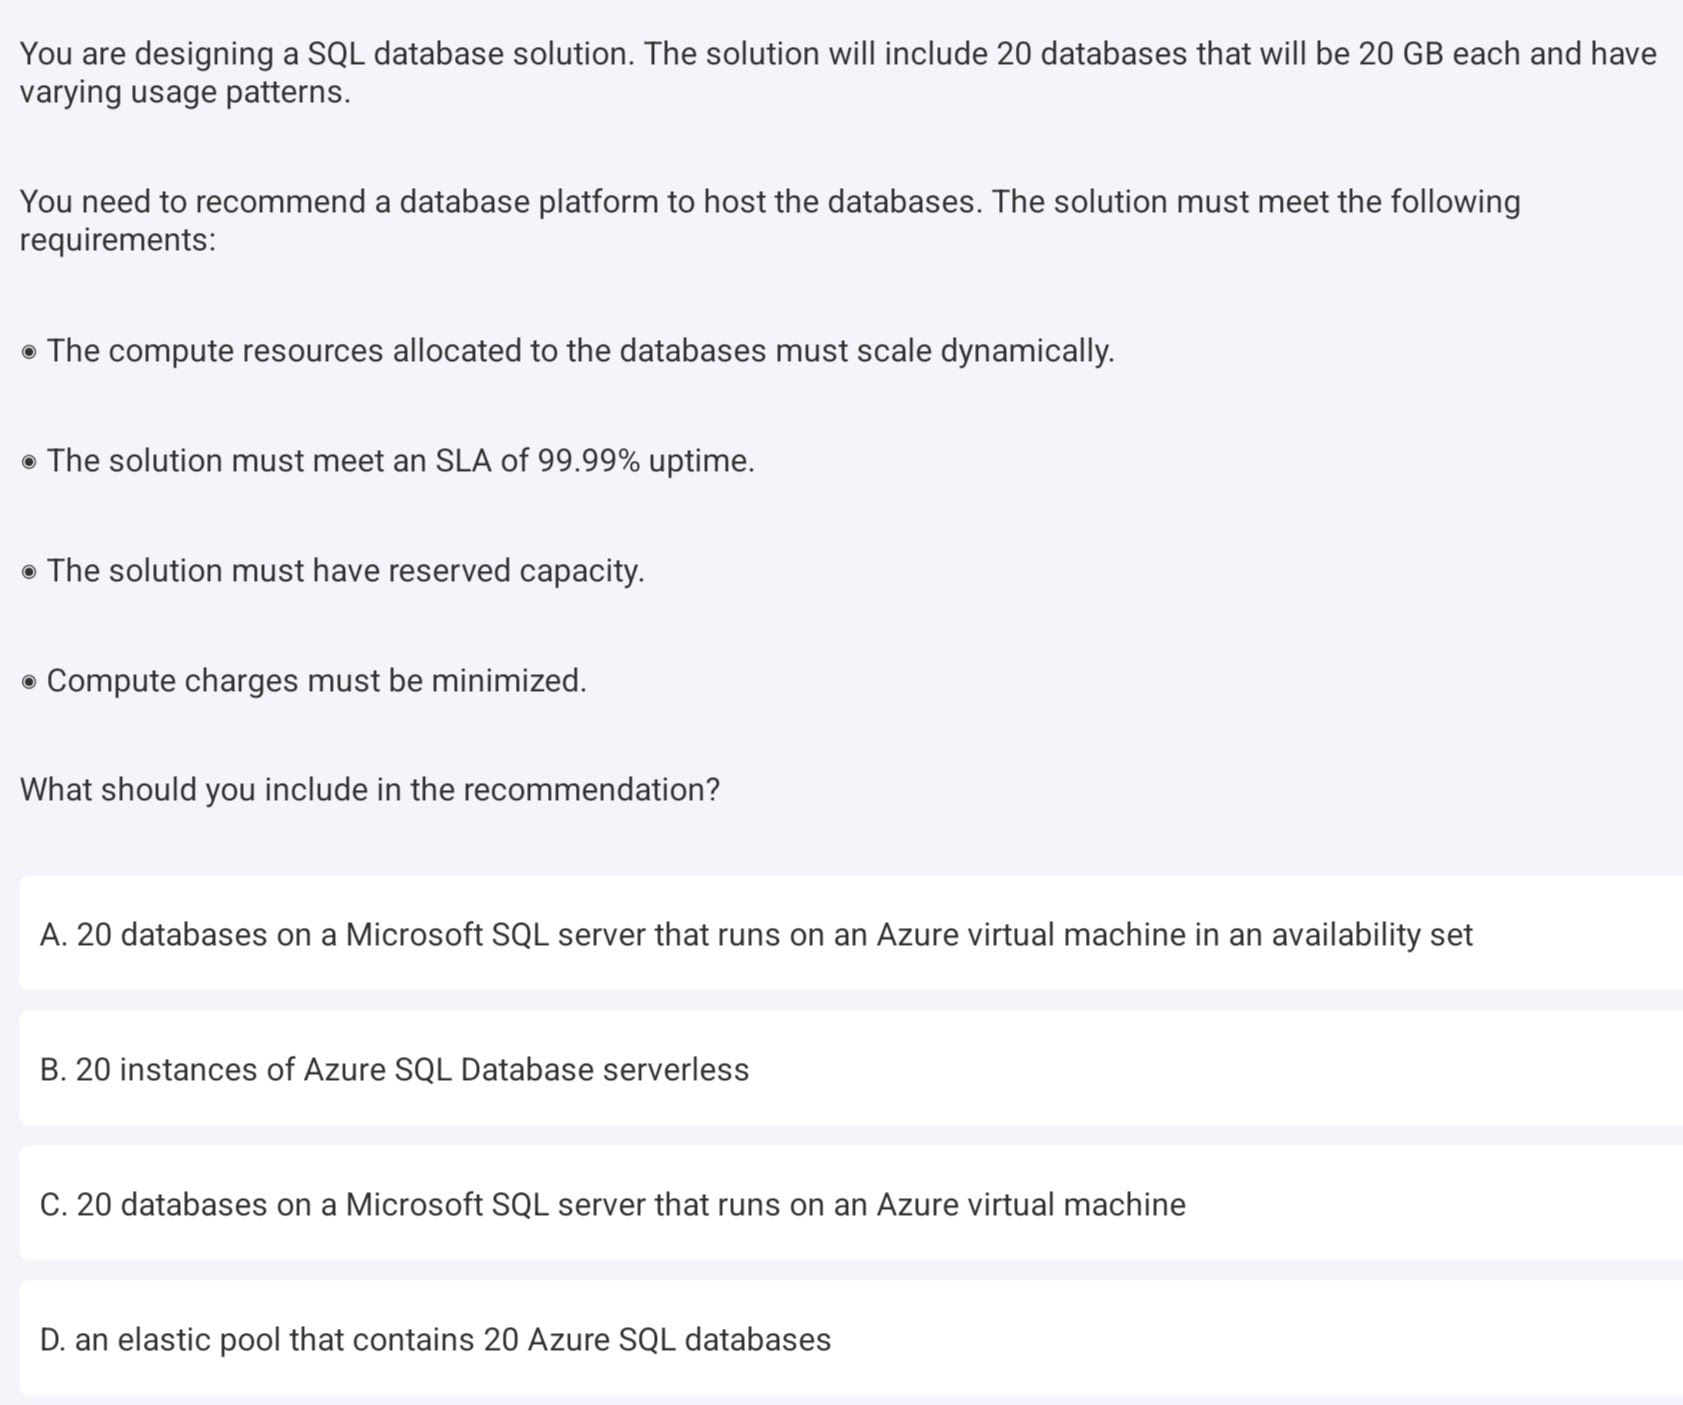 You are designing a SQL database solution. The solution will include 20 databases that will be 20 GB each and have
varying usage patterns.
You need to recommend a database platform to host the databases. The solution must meet the following
requirements:
◉ The compute resources allocated to the databases must scale dynamically.
◉ The solution must meet an SLA of 99.99% uptime.
◉ The solution must have reserved capacity.
◉ Compute charges must be minimized.
What should you include in the recommendation?
A. 20 databases on a Microsoft SQL server that runs on an Azure virtual machine in an availability set
B. 20 instances of Azure SQL Database serverless
C. 20 databases on a Microsoft SQL server that runs on an Azure virtual machine
D. an elastic pool that contains 20 Azure SQL databases